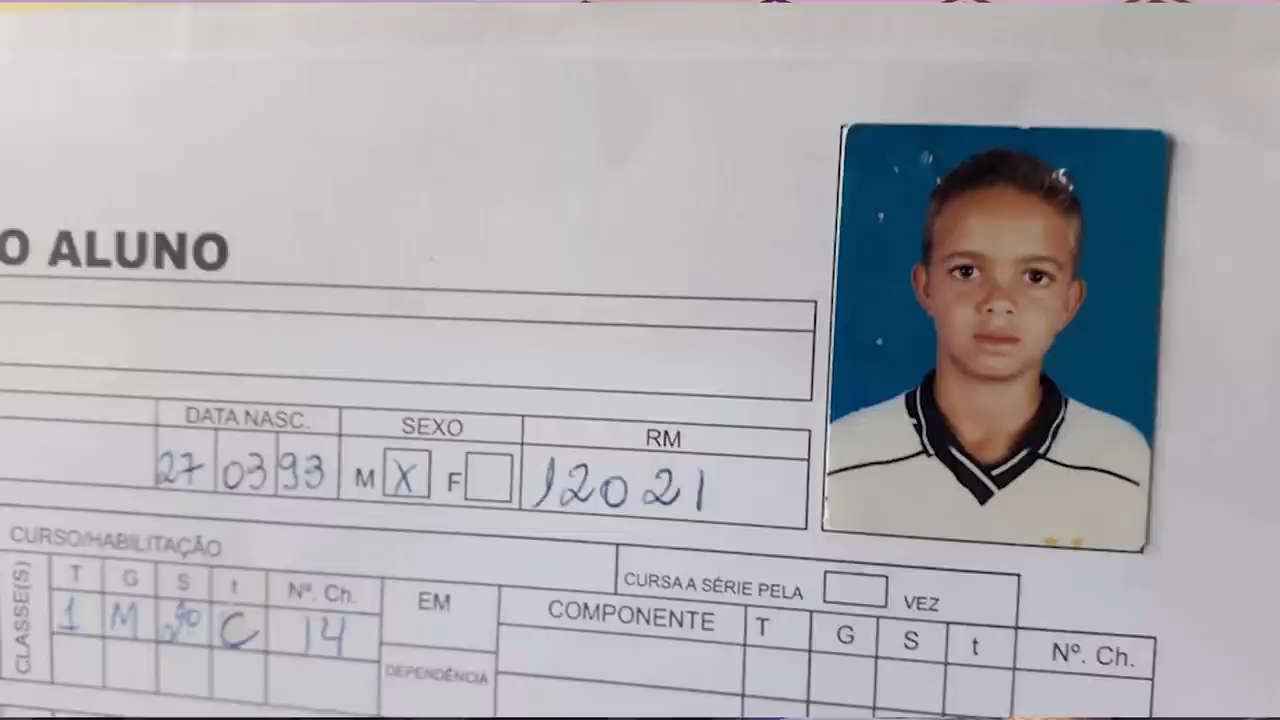 O ALUNO
DATA NASC. SEXO RM
27 03 93 M X F 12021
CURSO/HABILITAÇÃO
CURSA A SÉRIE PELA VEZ
CLASSE(S) T G S t Nº. Ch. EM COMPONENTE T G S t Nº. Ch.
1 M C 14
DEPENDÊNCIA